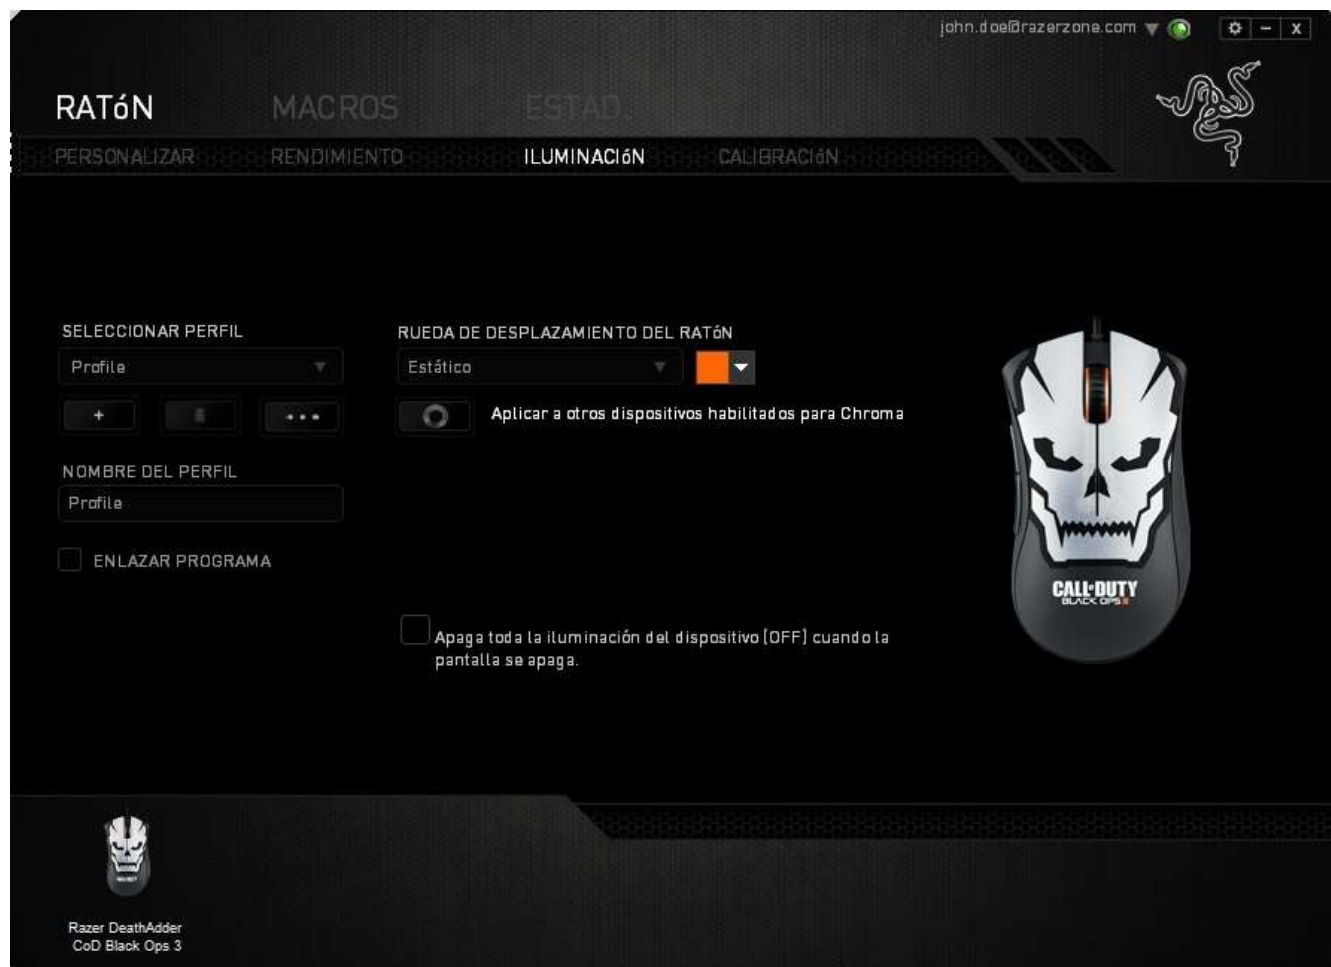 john.doe@razerzone.com
RATóN MACROS ESTAD.
PERSONALIZAR RENDIMIENTO ILUMINACIóN CALIBRACIóN
SELECCIONAR PERFIL
Profile
NOMBRE DEL PERFIL
Profile
ENLAZAR PROGRAMA
RUEDA DE DESPLAZAMIENTO DEL RATóN
Estático
Aplicar a otros dispositivos habilitados para Chroma
Apaga toda la iluminación del dispositivo (OFF) cuando la
pantalla se apaga.
CALL OF DUTY
BLACK OPS III
Razer DeathAdder
CoD Black Ops 3